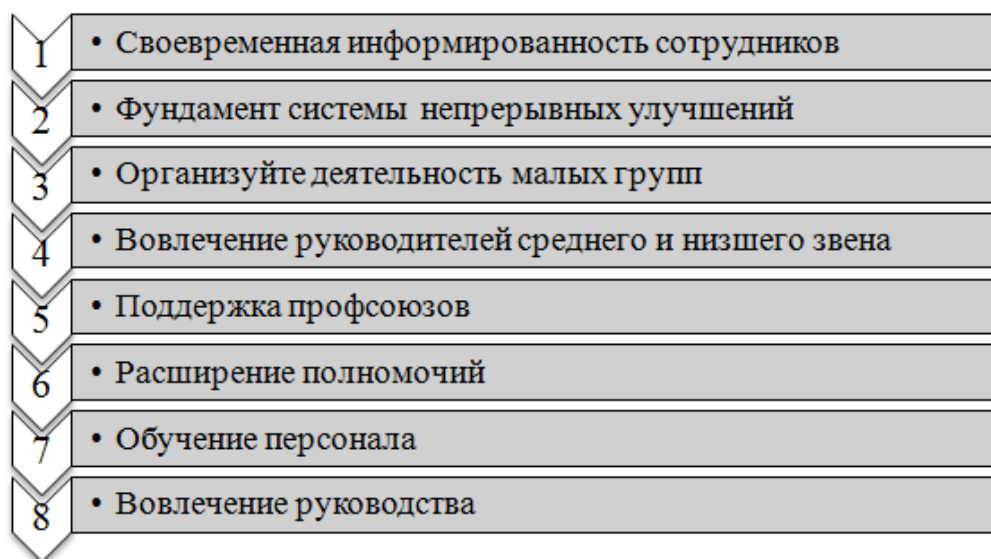 1 • Своевременная информированность сотрудников
2 • Фундамент системы непрерывных улучшений
3 • Организуйте деятельность малых групп
4 • Вовлечение руководителей среднего и низшего звена
5 • Поддержка профсоюзов
6 • Расширение полномочий
7 • Обучение персонала
8 • Вовлечение руководства